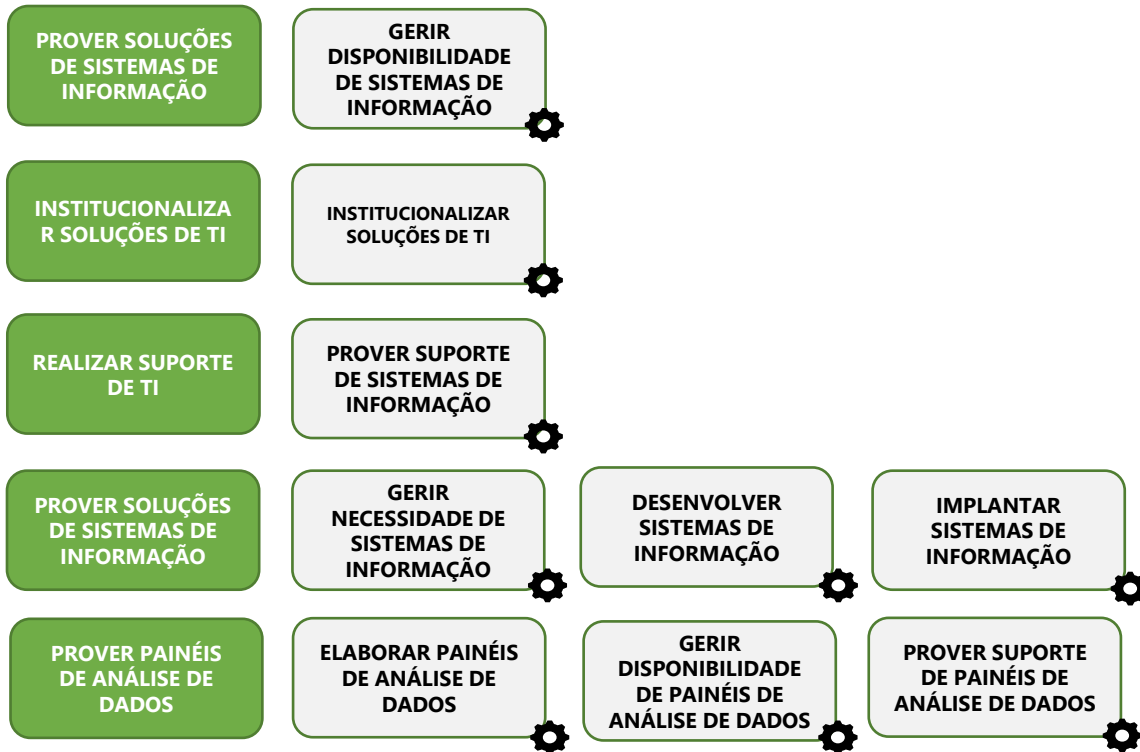 PROVER SOLUÇÕES
DE SISTEMAS DE
INFORMAÇÃO
GERIR
DISPONIBILIDADE
DE SISTEMAS DE
INFORMAÇÃO
INSTITUCIONALIZA
R SOLUÇÕES DE TI
INSTITUCIONALIZAR
SOLUÇÕES DE TI
REALIZAR SUPORTE
DE TI
PROVER SUPORTE
DE SISTEMAS DE
INFORMAÇÃO
PROVER SOLUÇÕES
DE SISTEMAS DE
INFORMAÇÃO
GERIR
NECESSIDADE DE
SISTEMAS DE
INFORMAÇÃO
DESENVOLVER
SISTEMAS DE
INFORMAÇÃO
IMPLANTAR
SISTEMAS DE
INFORMAÇÃO
PROVER PAINÉIS
DE ANÁLISE DE
DADOS
ELABORAR PAINÉIS
DE ANÁLISE DE
DADOS
GERIR
DISPONIBILIDADE
DE PAINÉIS DE
ANÁLISE DE DADOS
PROVER SUPORTE
DE PAINÉIS DE
ANÁLISE DE DADOS